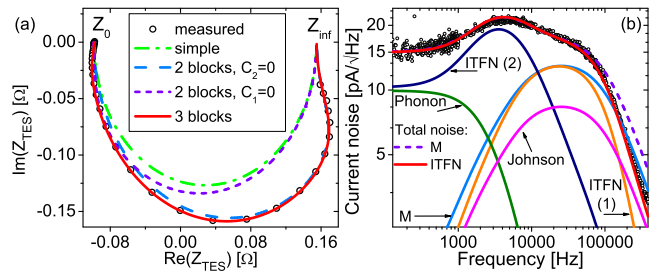 (a)
Z0
Zinf
measured
simple
2 blocks, C2=0
2 blocks, C1=0
3 blocks
0.00
-0.05
-0.10
-0.15
Im(ZTES) [Ω]
-0.08
0.00
0.08
0.16
Re(ZTES) [Ω]
(b)
20
15
10
5
Current noise [pA/√Hz]
ITFN (2)
Phonon
Total noise:
M
ITFN
Johnson
M
ITFN
(1)
1000
10000
100000
Frequency [Hz]